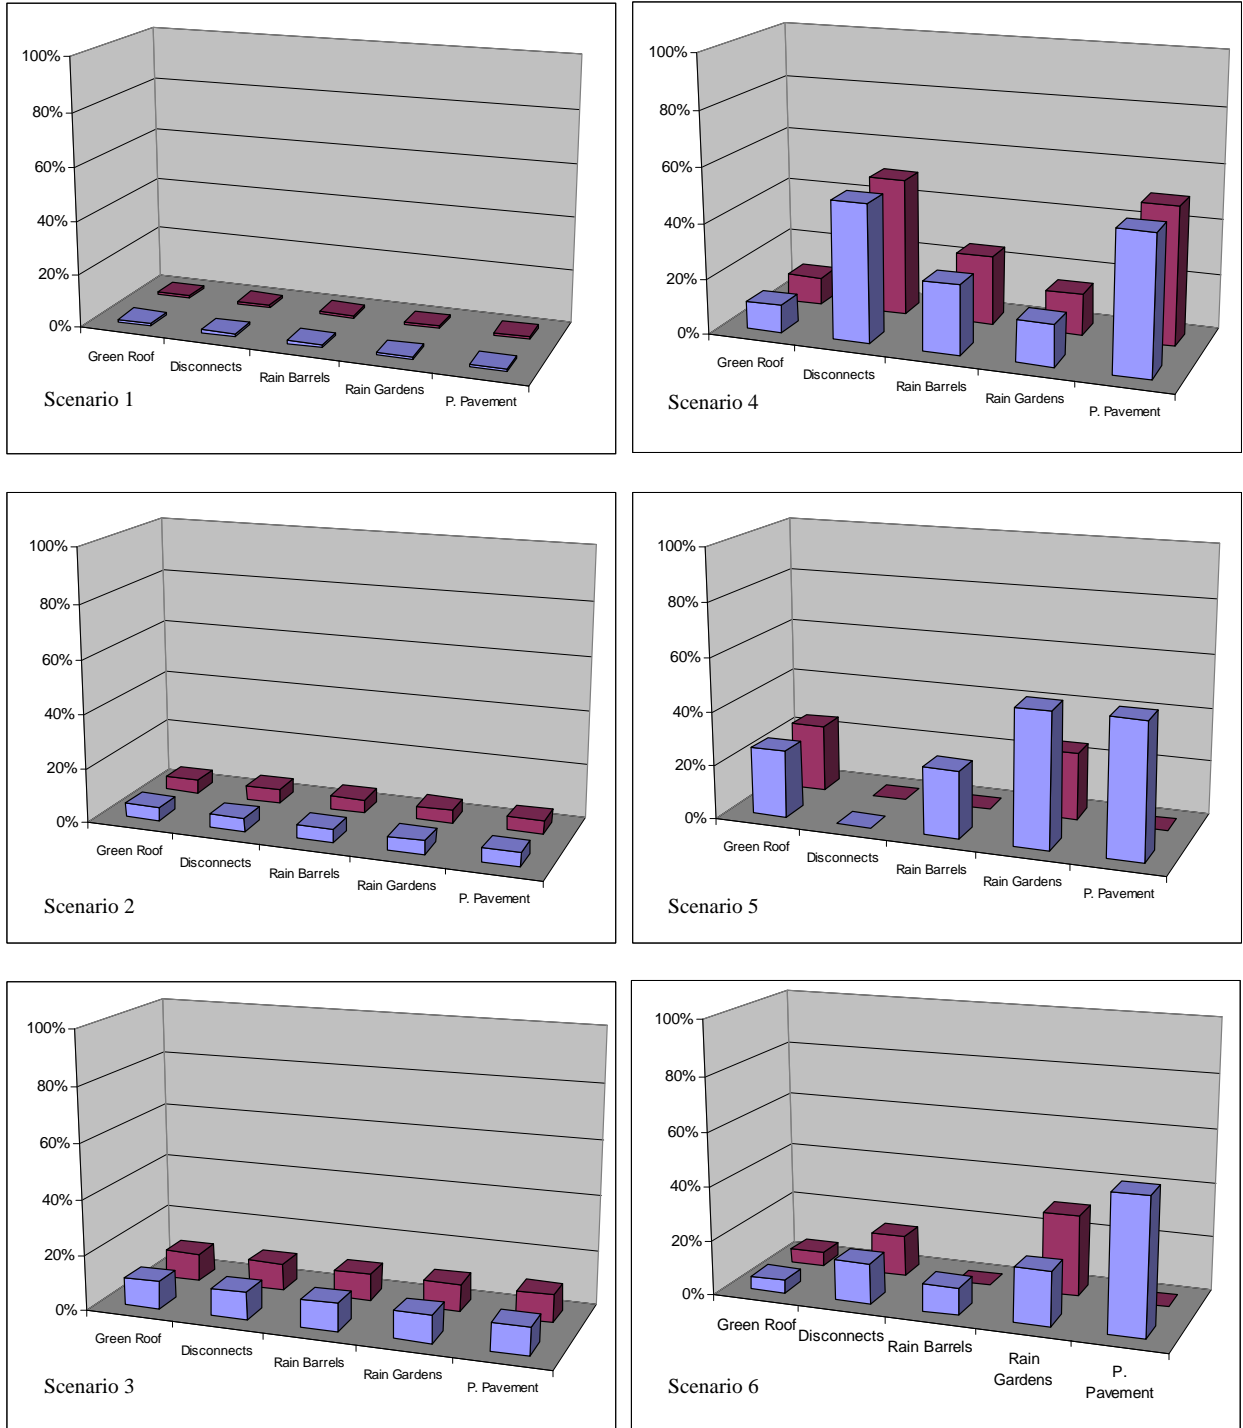 100%
80%
60%
40%
20%
0%
Green Roof
Disconnects
Rain Barrels
Rain Gardens
P. Pavement
Scenario 1
100%
80%
60%
40%
20%
0%
Green Roof
Disconnects
Rain Barrels
Rain Gardens
P. Pavement
Scenario 4
100%
80%
60%
40%
20%
0%
Green Roof
Disconnects
Rain Barrels
Rain Gardens
P. Pavement
Scenario 2
100%
80%
60%
40%
20%
0%
Green Roof
Disconnects
Rain Barrels
Rain Gardens
P. Pavement
Scenario 5
100%
80%
60%
40%
20%
0%
Green Roof
Disconnects
Rain Barrels
Rain Gardens
P. Pavement
Scenario 3
100%
80%
60%
40%
20%
0%
Green Roof
Disconnects
Rain Barrels
Rain
Gardens
P.
Pavement
Scenario 6